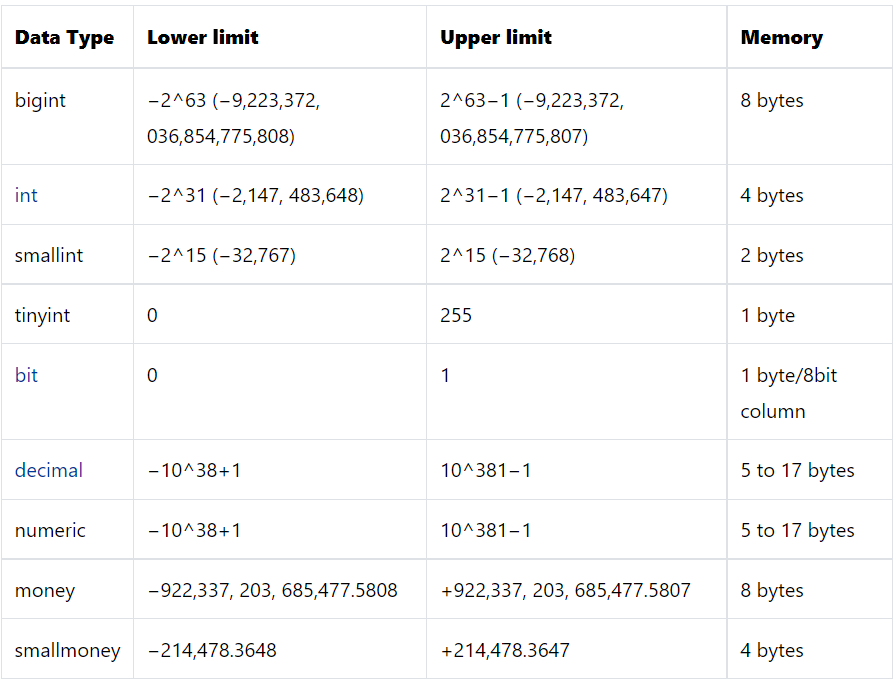 Data Type Lower limit Upper limit Memory
bigint −2^63 (−9,223,372, 2^63−1 (−9,223,372, 8 bytes
036,854,775,808) 036,854,775,807)
int −2^31 (−2,147, 483,648) 2^31−1 (−2,147, 483,647) 4 bytes
smallint −2^15 (−32,767) 2^15 (−32,768) 2 bytes
tinyint 0 255 1 byte
bit 0 1 1 byte/8bit
column
decimal −10^38+1 10^381−1 5 to 17 bytes
numeric −10^38+1 10^381−1 5 to 17 bytes
money −922,337, 203, 685,477.5808 +922,337, 203, 685,477.5807 8 bytes
smallmoney −214,478.3648 +214,478.3647 4 bytes